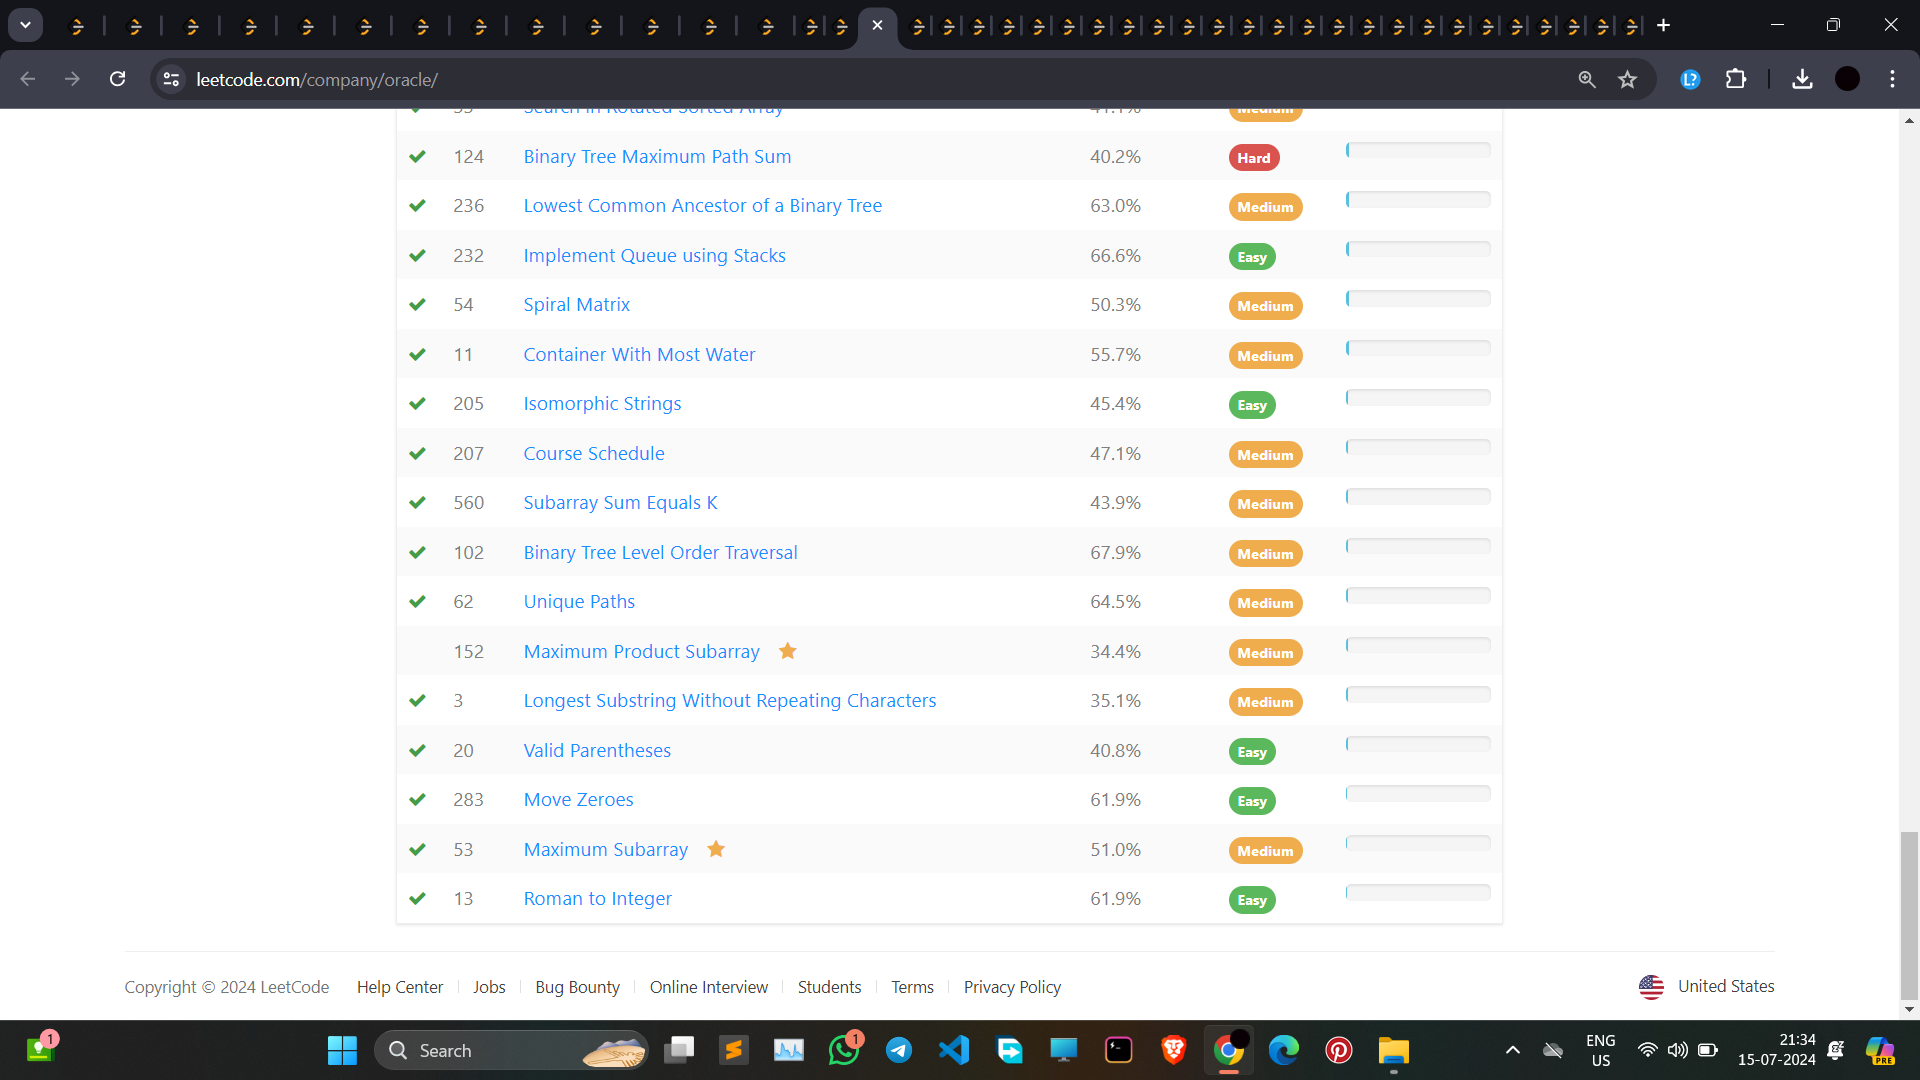 leetcode.com/company/oracle/
33 Search in Rotated Sorted Array 41.1% Medium
124 Binary Tree Maximum Path Sum 40.2% Hard
236 Lowest Common Ancestor of a Binary Tree 63.0% Medium
232 Implement Queue using Stacks 66.6% Easy
54 Spiral Matrix 50.3% Medium
11 Container With Most Water 55.7% Medium
205 Isomorphic Strings 45.4% Easy
207 Course Schedule 47.1% Medium
560 Subarray Sum Equals K 43.9% Medium
102 Binary Tree Level Order Traversal 67.9% Medium
62 Unique Paths 64.5% Medium
152 Maximum Product Subarray 34.4% Medium
3 Longest Substring Without Repeating Characters 35.1% Medium
20 Valid Parentheses 40.8% Easy
283 Move Zeroes 61.9% Easy
53 Maximum Subarray 51.0% Medium
13 Roman to Integer 61.9% Easy
Copyright © 2024 LeetCode Help Center Jobs Bug Bounty Online Interview Students Terms Privacy Policy United States
1 Search 1 ENG 21:34
US 15-07-2024 PRE